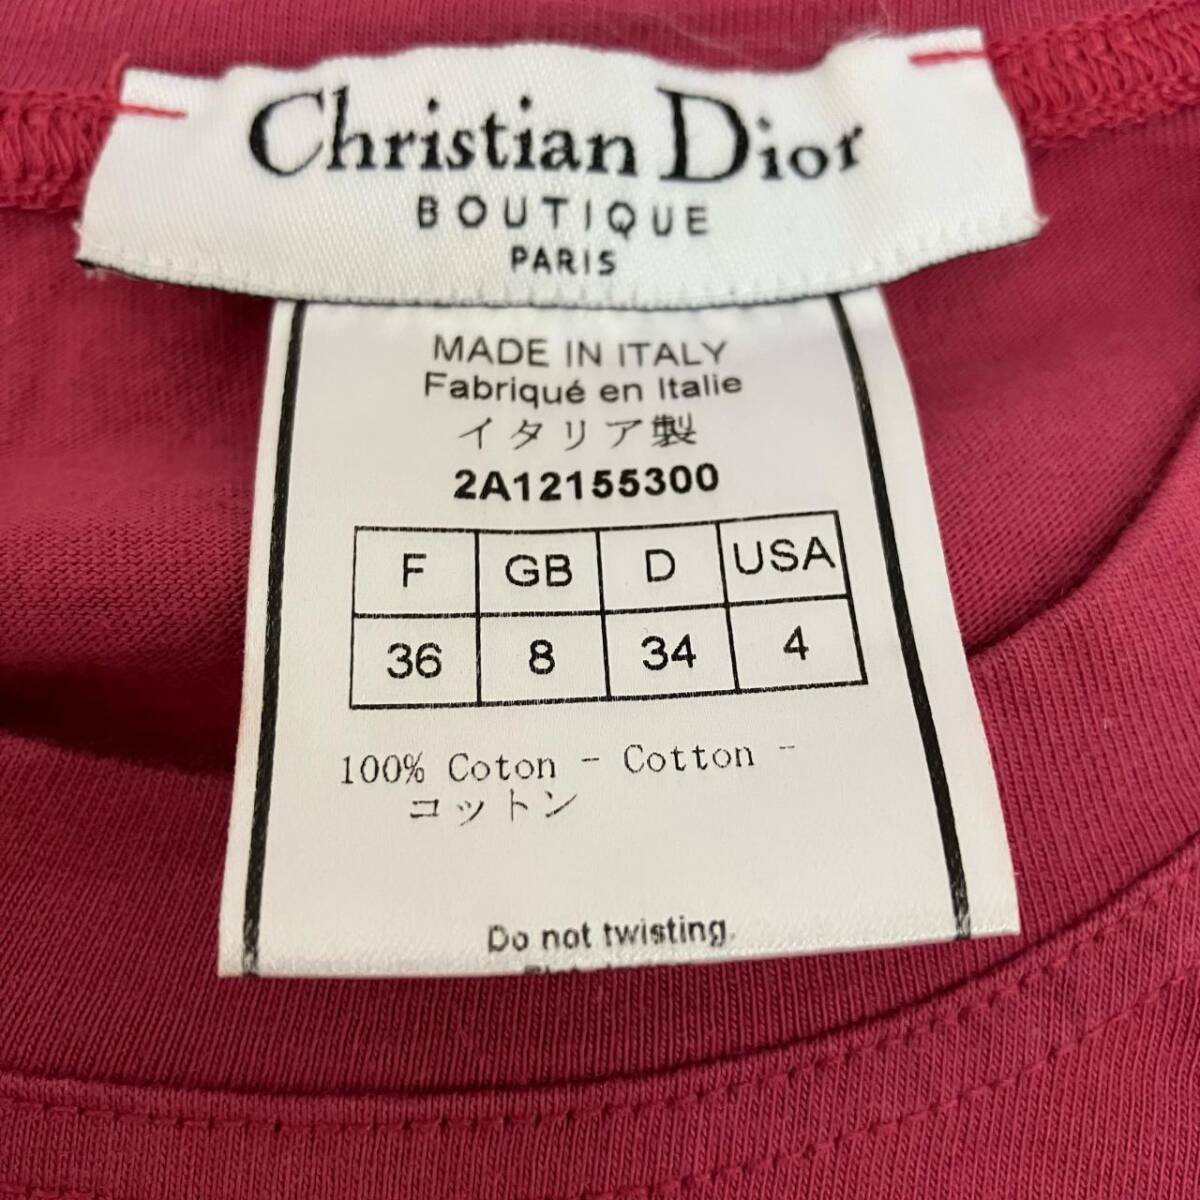 Christian Dior
BOUTIQUE
PARIS
MADE IN ITALY
Fabriqué en Italie
イタリア製
2A12155300
F GB D USA
36 8 34 4
100% Coton - Cotton -
コットン
Do not twisting.